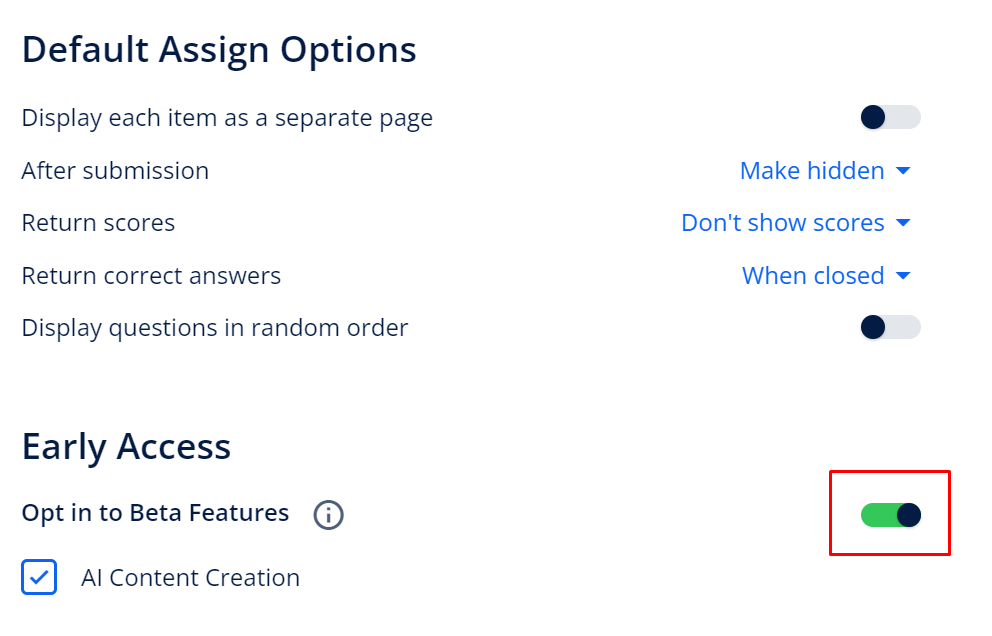 Default Assign Options
Display each item as a separate page
After submission
Make hidden
Return scores
Don't show scores
Return correct answers
When closed
Display questions in random order
Early Access
Opt in to Beta Features
AI Content Creation